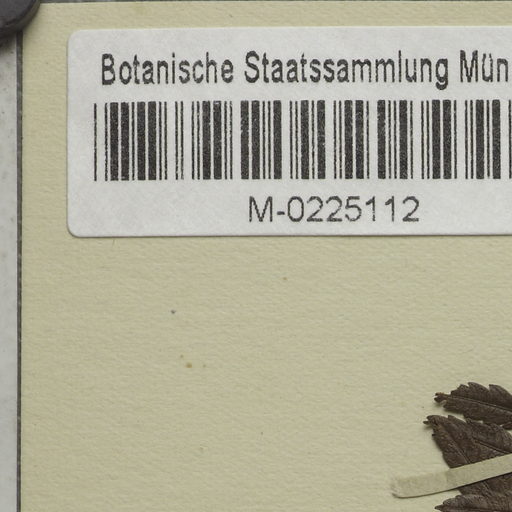 Botanische Staatssammlung Mün
M-0225112